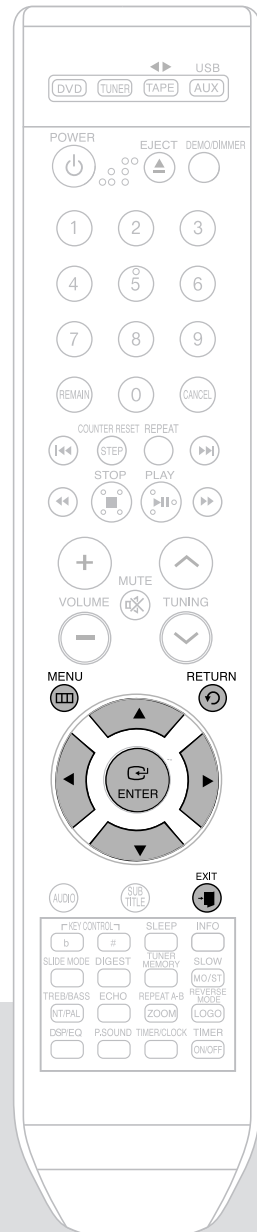 USB
DVD TUNER TAPE AUX
POWER
EJECT DEMO/DIMMER
1 2 3
4 5 6
7 8 9
REMAIN 0 CANCEL
COUNTER RESET REPEAT
STEP
STOP PLAY
MUTE
VOLUME TUNING
MENU RETURN
ENTER
EXIT
AUDIO SUB TITLE
KEY CONTROL SLEEP INFO
b #
SLIDE MODE DIGEST TUNER MEMORY SLOW
MO/ST
TREB/BASS ECHO REPEAT A-B REVERSE MODE
NT/PAL ZOOM LOGO
DSP/EQ P.SOUND TIMER/CLOCK TIMER
ON/OFF